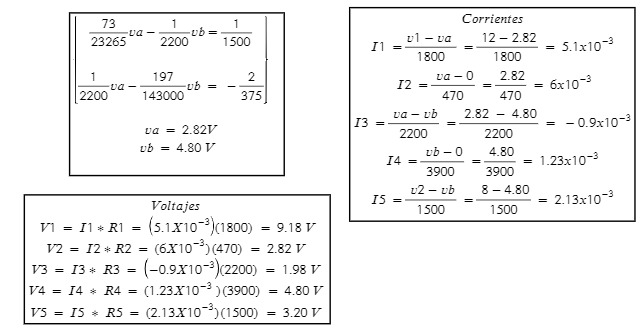 73/23265 va − 1/2200 vb = 1/1500
1/2200 va − 197/143000 vb = − 2/375
va = 2.82V
vb = 4.80 V
Corrientes
I1 = v1 − va/1800 = 12 − 2.82/1800 = 5.1x10⁻³
I2 = va − 0/470 = 2.82/470 = 6x10⁻³
I3 = va − vb/2200 = 2.82 − 4.80/2200 = − 0.9x10⁻³
I4 = vb − 0/3900 = 4.80/3900 = 1.23x10⁻³
I5 = v2 − vb/1500 = 8 − 4.80/1500 = 2.13x10⁻³
Voltajes
V1 = I1 * R1 = (5.1X10⁻³)(1800) = 9.18 V
V2 = I2 * R2 = (6X10⁻³)(470) = 2.82 V
V3 = I3 * R3 = (−0.9X10⁻³)(2200) = 1.98 V
V4 = I4 * R4 = (1.23X10⁻³)(3900) = 4.80 V
V5 = I5 * R5 = (2.13X10⁻³)(1500) = 3.20 V